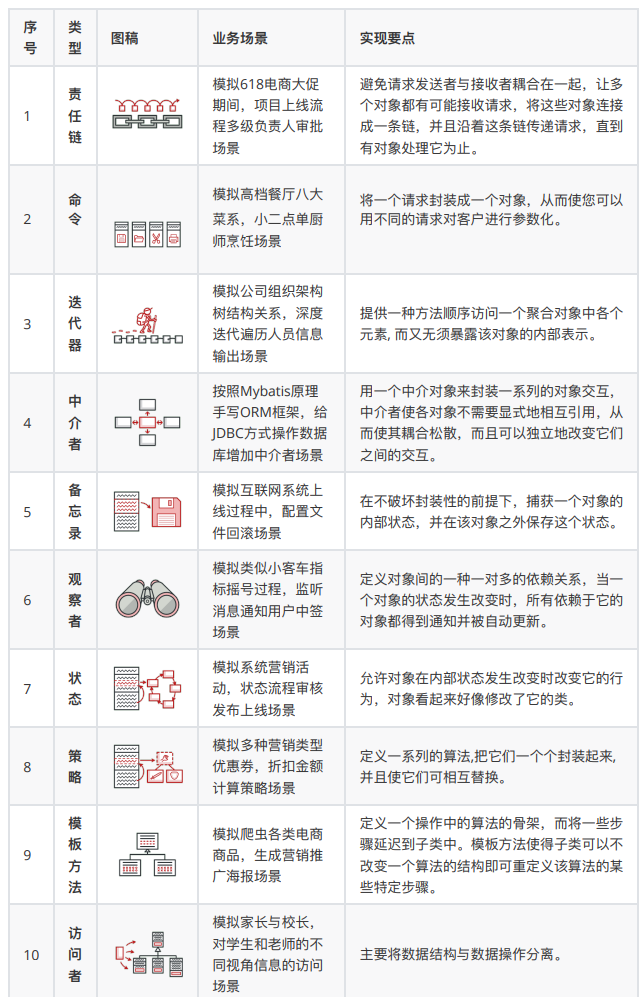 序号 类型 图稿 业务场景 实现要点
1
责任链
模拟618电商大促
期间，项目上线流
程多级负责人审批
场景
避免请求发送者与接收者耦合在一起，让多
个对象都有可能接收请求，将这些对象连接
成一条链，并且沿着这条链传递请求，直到
有对象处理它为止。
2
命令
模拟高档餐厅八大
菜系，小二点单厨
师烹饪场景
将一个请求封装成一个对象，从而使您可以
用不同的请求对客户进行参数化。
3
迭代器
模拟公司组织架构
树结构关系，深度
迭代遍历人员信息
输出场景
提供一种方法顺序访问一个聚合对象中各个
元素, 而又无须暴露该对象的内部表示。
4
中介者
按照Mybatis原理
手写ORM框架，给
JDBC方式操作数据
库增加中介者场景
用一个中介对象来封装一系列的对象交互，
中介者使各对象不需要显式地相互引用，从
而使其耦合松散，而且可以独立地改变它们
之间的交互。
5
备忘录
模拟互联网系统上
线过程中，配置文
件回滚场景
在不破坏封装性的前提下，捕获一个对象的
内部状态，并在该对象之外保存这个状态。
6
观察者
模拟类似小客车指
标摇号过程，监听
消息通知用户中签
场景
定义对象间的一种一对多的依赖关系，当一
个对象的状态发生改变时，所有依赖于它的
对象都得到通知并被自动更新。
7
状态
模拟系统营销活
动，状态流程审核
发布上线场景
允许对象在内部状态发生改变时改变它的行
为，对象看起来好像修改了它的类。
8
策略
模拟多种营销类型
优惠券，折扣金额
计算策略场景
定义一系列的算法,把它们一个个封装起来,
并且使它们可相互替换。
9
模板方法
模拟爬虫各类电商
商品，生成营销推
广海报场景
定义一个操作中的算法的骨架，而将一些步
骤延迟到子类中。模板方法使得子类可以不
改变一个算法的结构即可重定义该算法的某
些特定步骤。
10
访问者
模拟家长与校长，
对学生和老师的不
同视角信息的访问
场景
主要将数据结构与数据操作分离。